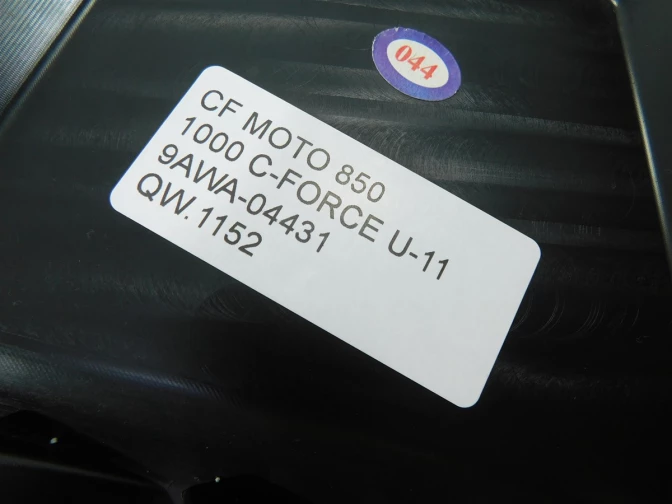 044
CF MOTO 850
1000 C-FORCE U-11
9AWA-04431
QW.1152